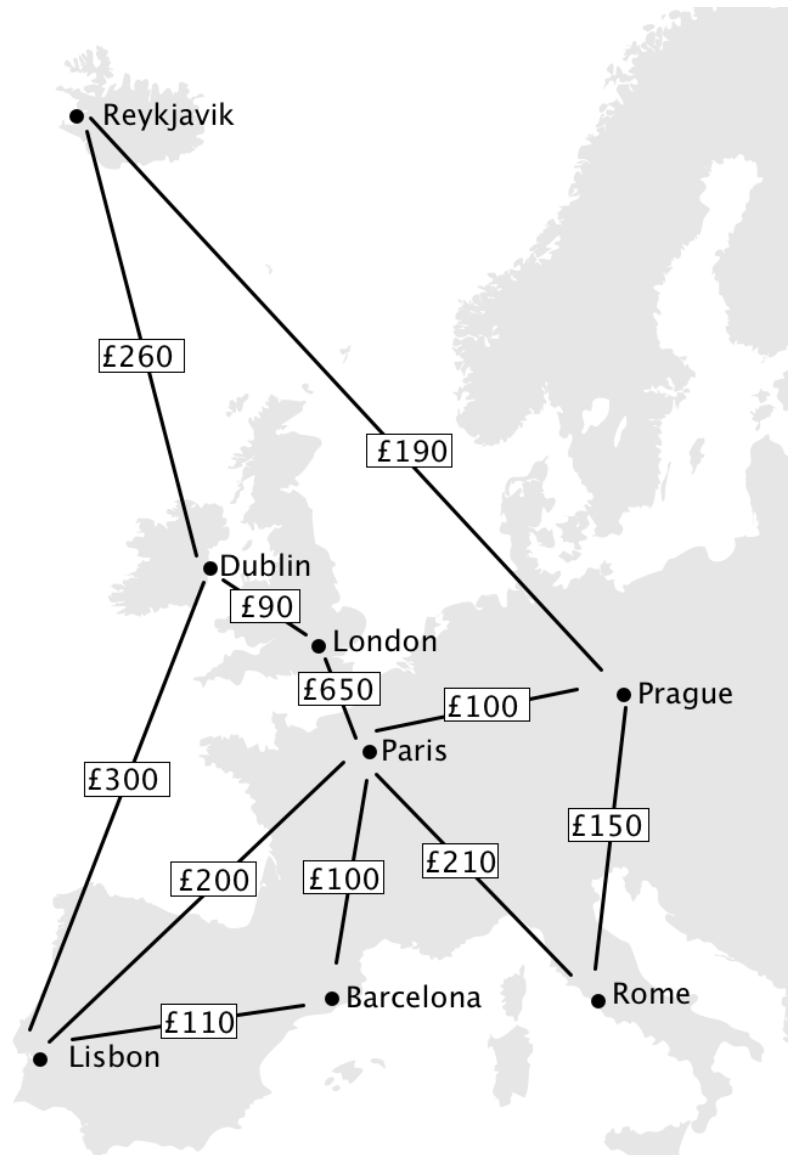 Reykjavik
£260
£190
Dublin
£90
London
£650
Prague
£100
Paris
£300
£150
£210
£200
£100
Rome
Barcelona
£110
Lisbon